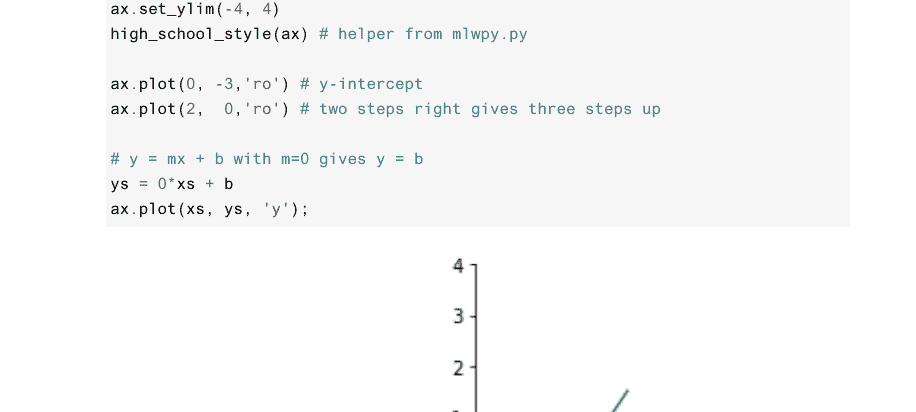 ax.set_ylim(-4, 4)
high_school_style(ax) # helper from mlwpy.py
ax.plot(0, -3,'ro') # y-intercept
ax.plot(2,  0,'ro') # two steps right gives three steps up
# y = mx + b with m=0 gives y = b
ys = 0*xs + b
ax.plot(xs, ys, 'y');
4
3
2